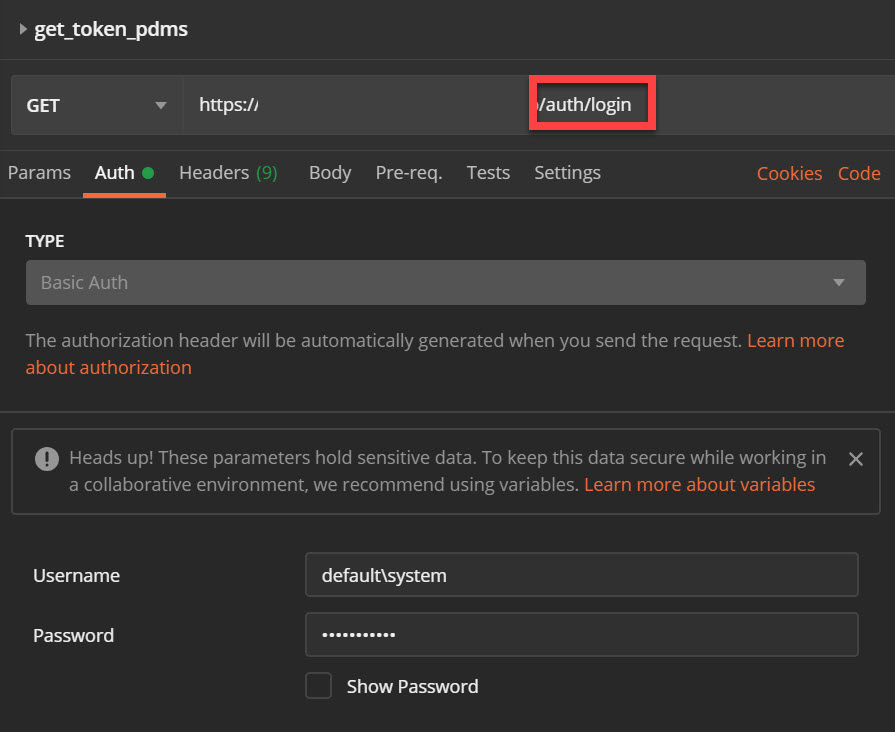 get_token_pdms
GET https:// /auth/login
Params Auth Headers (9) Body Pre-req. Tests Settings Cookies Code
TYPE
Basic Auth
The authorization header will be automatically generated when you send the request. Learn more
about authorization
Heads up! These parameters hold sensitive data. To keep this data secure while working in
a collaborative environment, we recommend using variables. Learn more about variables
Username default\system
Password •••••••••••
Show Password